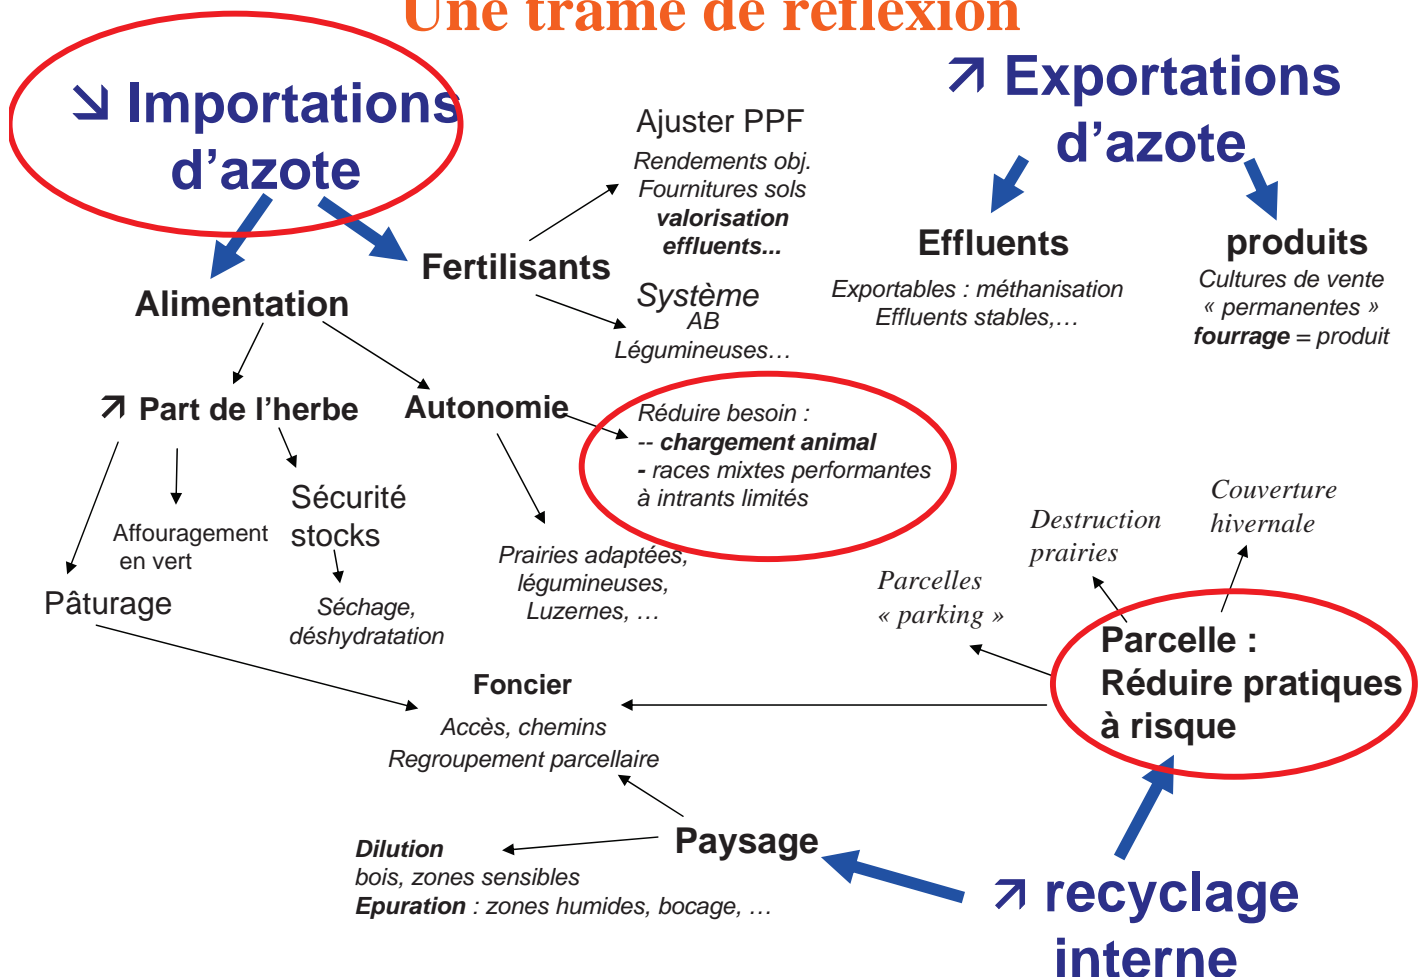 Une trame de réflexion
↘ Importations
d’azote
↗ Exportations
d’azote
Ajuster PPF
Rendements obj.
Fournitures sols
valorisation
effluents...
Fertilisants
Système
AB
Légumineuses…
Effluents
Exportables : méthanisation
Effluents stables,…
produits
Cultures de vente
« permanentes »
fourrage = produit
Alimentation
↗ Part de l’herbe
Autonomie
Réduire besoin :
-- chargement animal
- races mixtes performantes
à intrants limités
Affouragement
en vert
Sécurité
stocks
Pâturage
Séchage,
déshydratation
Prairies adaptées,
légumineuses,
Luzernes, …
Couverture
hivernale
Destruction
prairies
Parcelles
« parking »
Parcelle :
Réduire pratiques
à risque
Foncier
Accès, chemins
Regroupement parcellaire
Paysage
Dilution
bois, zones sensibles
Epuration : zones humides, bocage, …
↗ recyclage
interne